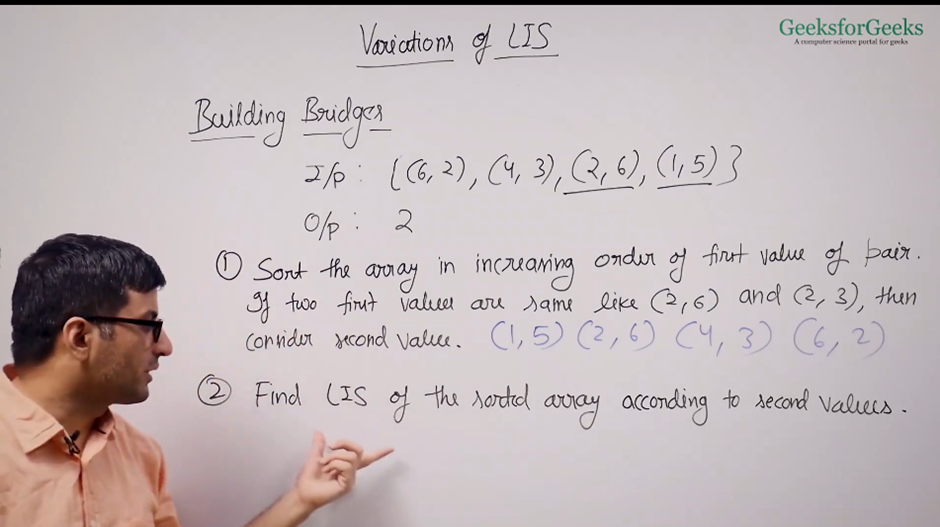 GeeksforGeeks
A computer science portal for geeks
Variations of LIS
Building Bridges
I/p : {(6, 2), (4, 3), (2, 6), (1, 5)}
O/p : 2
① Sort the array in increasing order of first value of pair.
If two first values are same like (2, 6) and (2, 3), then
consider second value. (1, 5) (2, 6) (4, 3) (6, 2)
② Find LIS of the sorted array according to second values.